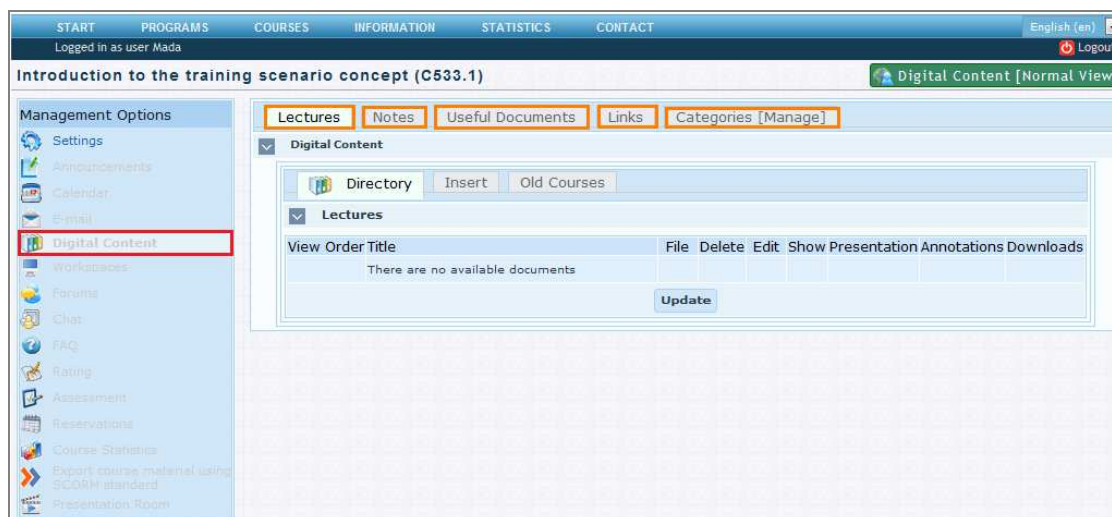 START PROGRAMS COURSES INFORMATION STATISTICS CONTACT English (en)
Logged in as user Mada Logout
Introduction to the training scenario concept (C533.1) Digital Content [Normal View
Management Options
Settings
Announcements
Calendar
E-mail
Digital Content
Workspaces
Forums
Chat
FAQ
Rating
Assessment
Reservations
Course Statistics
Export course material using
SCORM standard
Presentation Room
Lectures Notes Useful Documents Links Categories [Manage]
Digital Content
Directory Insert Old Courses
Lectures
View Order Title File Delete Edit Show Presentation Annotations Downloads
There are no available documents
Update